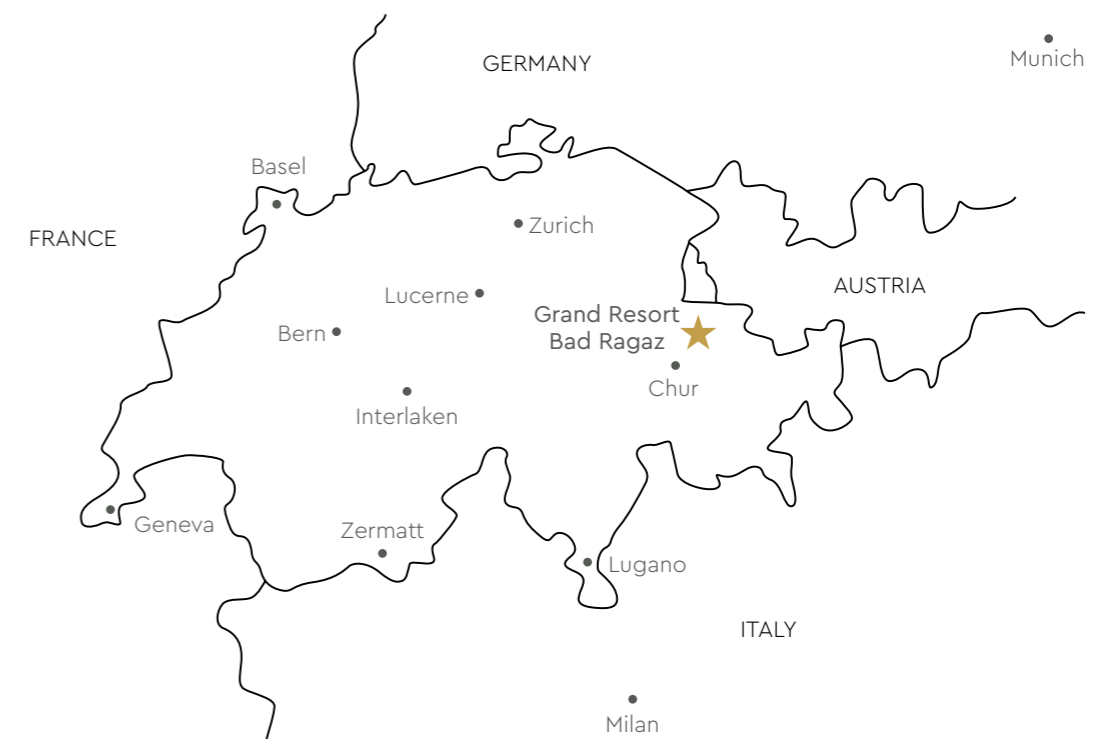 Munich
GERMANY
Basel
Zurich
FRANCE
AUSTRIA
Lucerne
Grand Resort
Bad Ragaz
Bern
Chur
Interlaken
Geneva
Zermatt
Lugano
ITALY
Milan